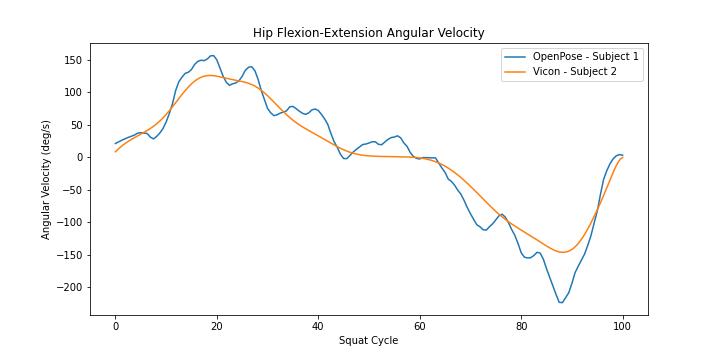 Hip Flexion-Extension Angular Velocity
OpenPose - Subject 1
Vicon - Subject 2
Angular Velocity (deg/s)
150
100
50
0
−50
−100
−150
−200
0 20 40 60 80 100
Squat Cycle